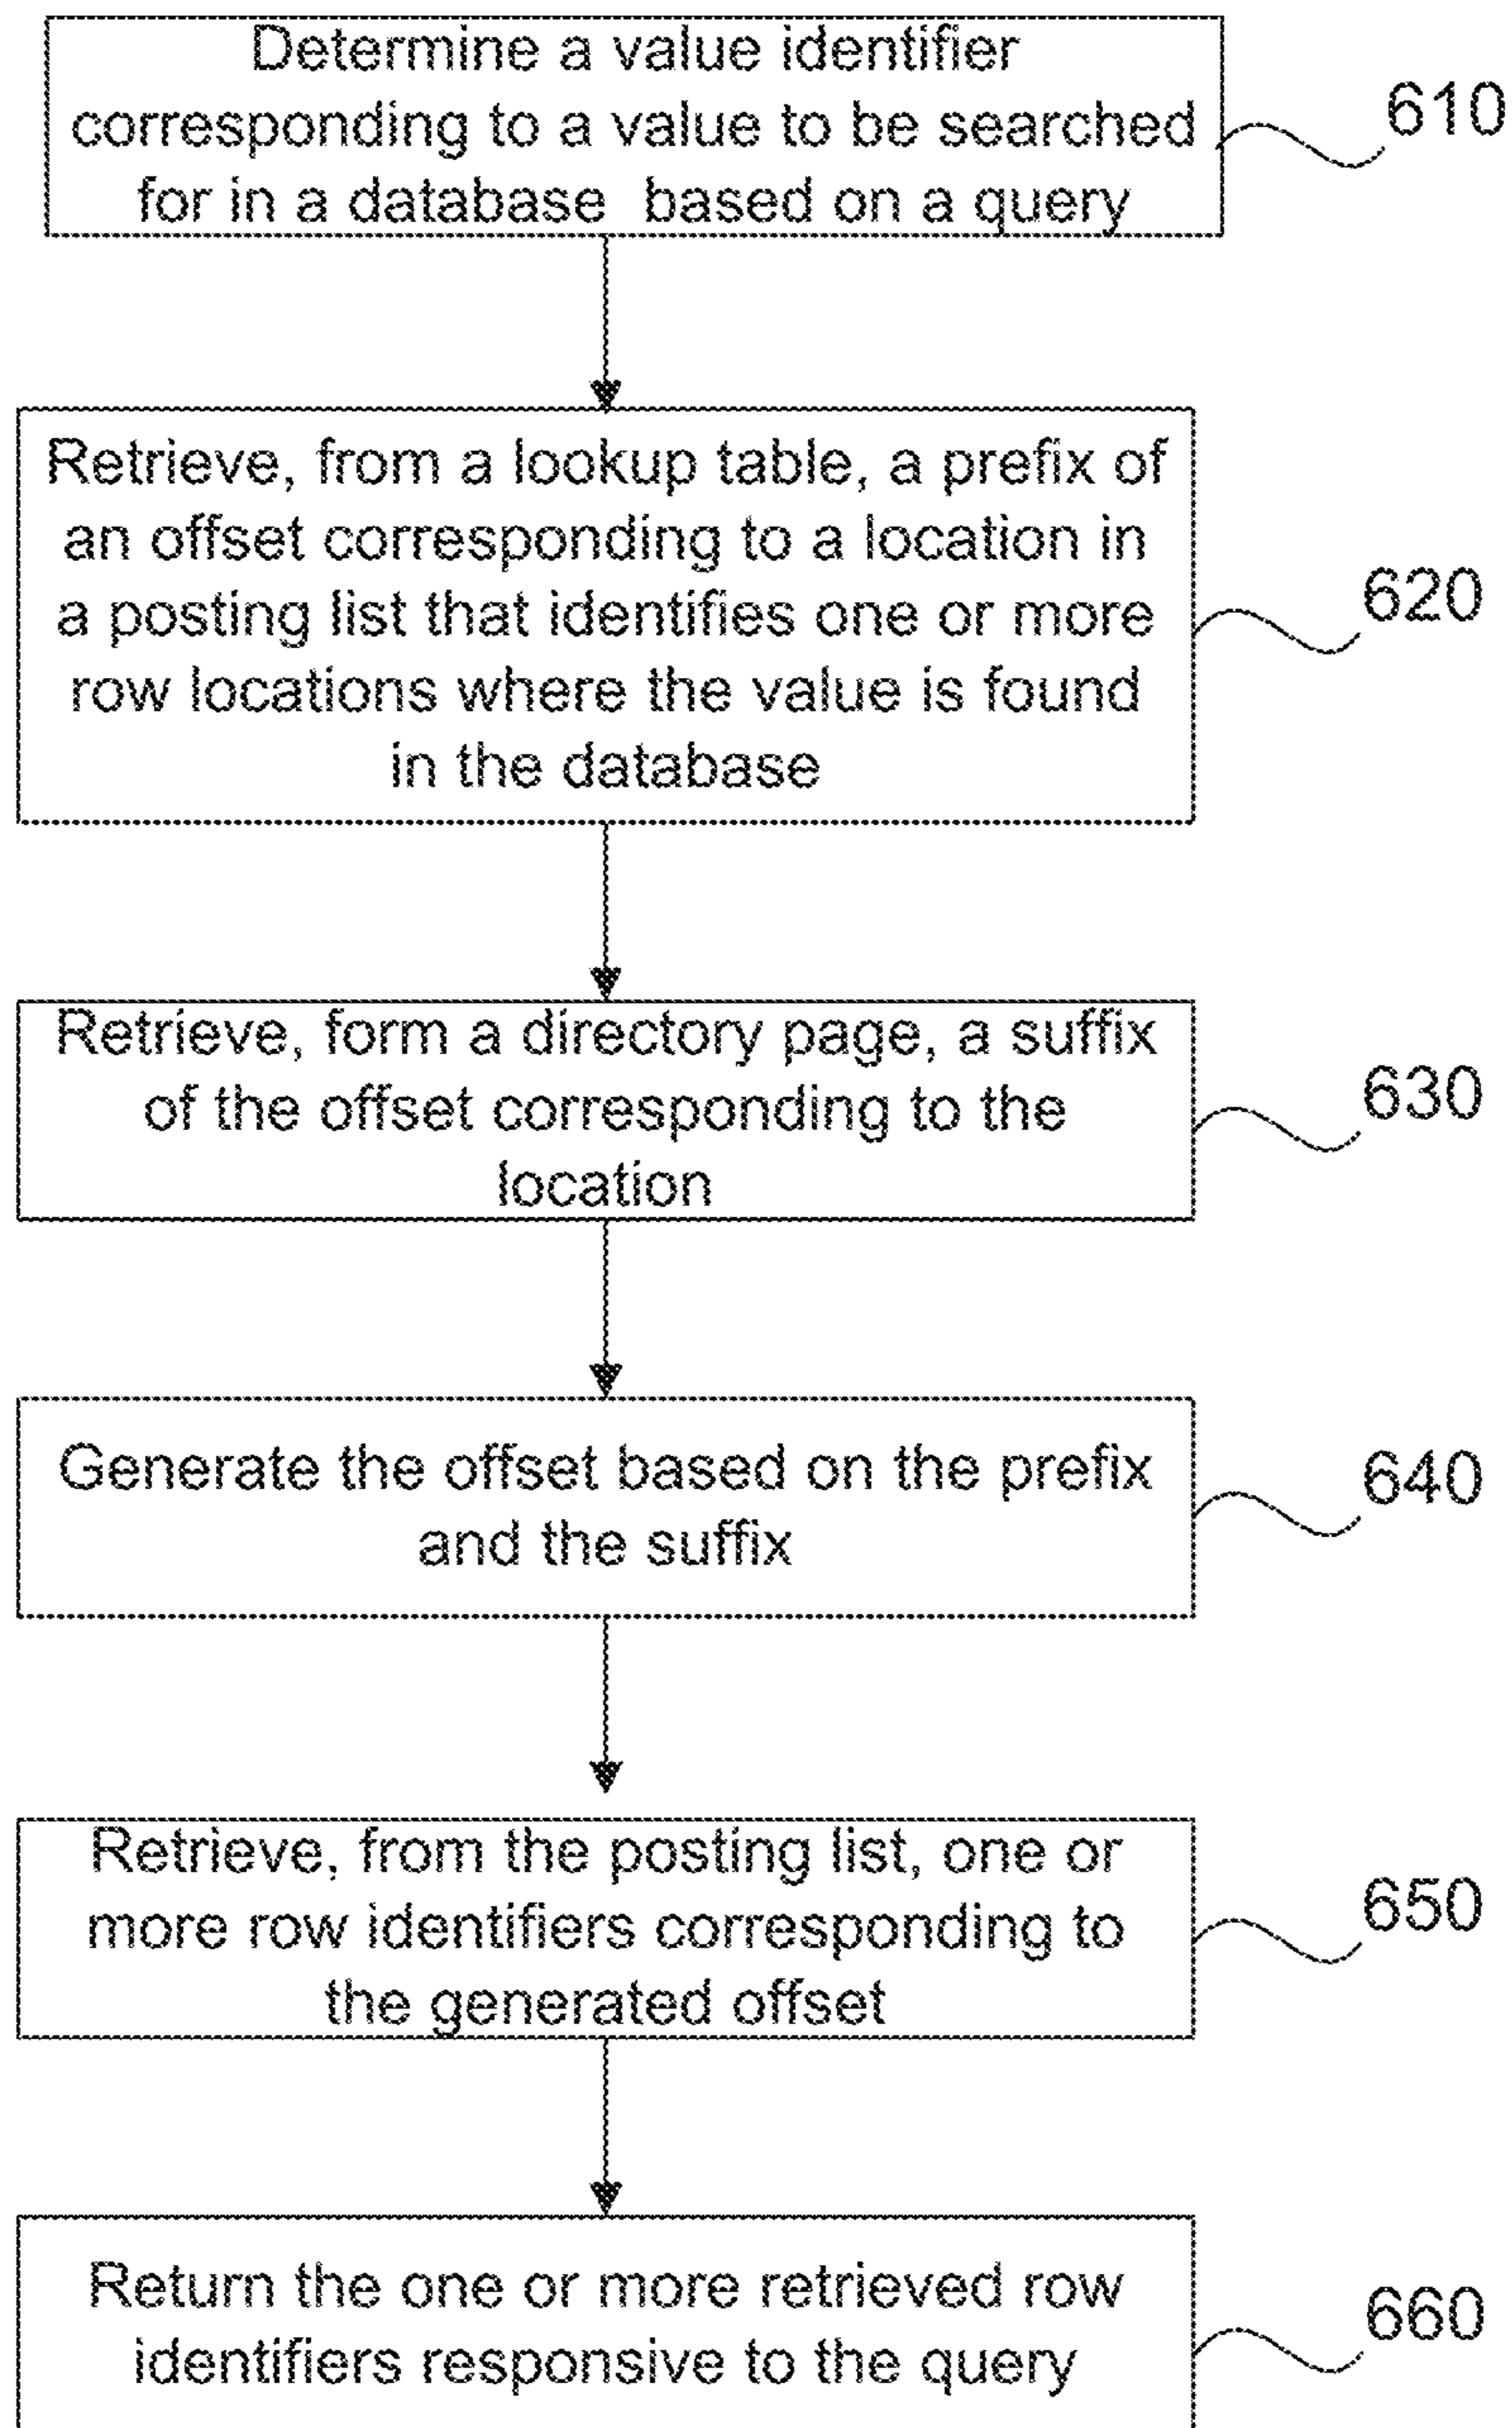 Determine a value identifier
corresponding to a value to be searched
for in a database based on a query
610
Retrieve, from a lookup table, a prefix of
an offset corresponding to a location in
a posting list that identifies one or more
row locations where the value is found
in the database
620
Retrieve, form a directory page, a suffix
of the offset corresponding to the
location
630
Generate the offset based on the prefix
and the suffix
640
Retrieve, from the posting list, one or
more row identifiers corresponding to
the generated offset
650
Return the one or more retrieved row
identifiers responsive to the query
660